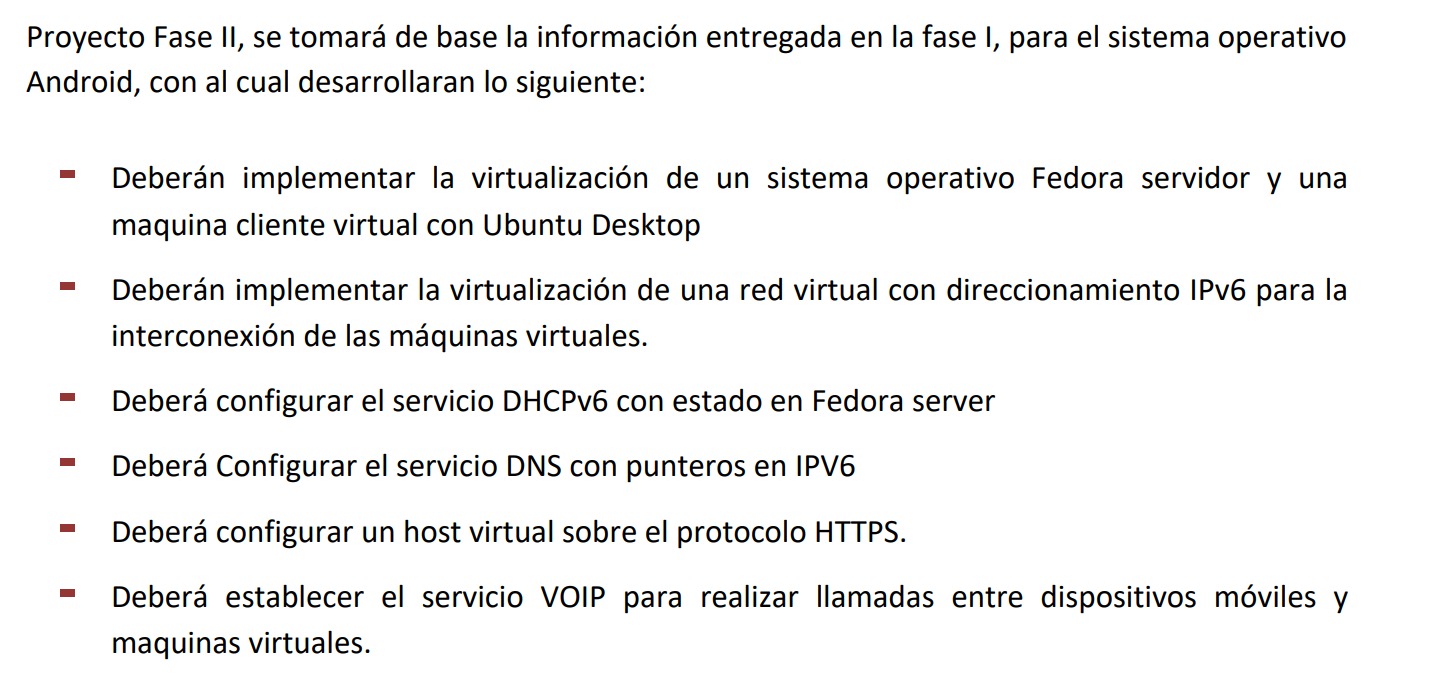 Proyecto Fase II, se tomará de base la información entregada en la fase I, para el sistema operativo
Android, con al cual desarrollaran lo siguiente:
Deberán implementar la virtualización de un sistema operativo Fedora servidor y una
maquina cliente virtual con Ubuntu Desktop
Deberán implementar la virtualización de una red virtual con direccionamiento IPv6 para la
interconexión de las máquinas virtuales.
Deberá configurar el servicio DHCPv6 con estado en Fedora server
Deberá Configurar el servicio DNS con punteros en IPV6
Deberá configurar un host virtual sobre el protocolo HTTPS.
Deberá establecer el servicio VOIP para realizar llamadas entre dispositivos móviles y
maquinas virtuales.